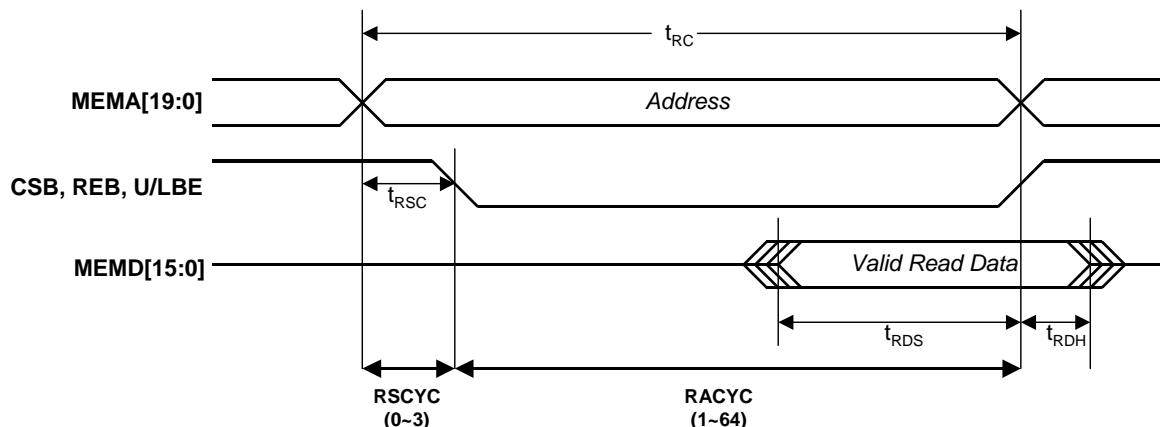 tRC
MEMA[19:0]
Address
CSB, REB, U/LBE
tRSC
MEMD[15:0]
Valid Read Data
tRDS
tRDH
RSCYC
(0~3)
RACYC
(1~64)